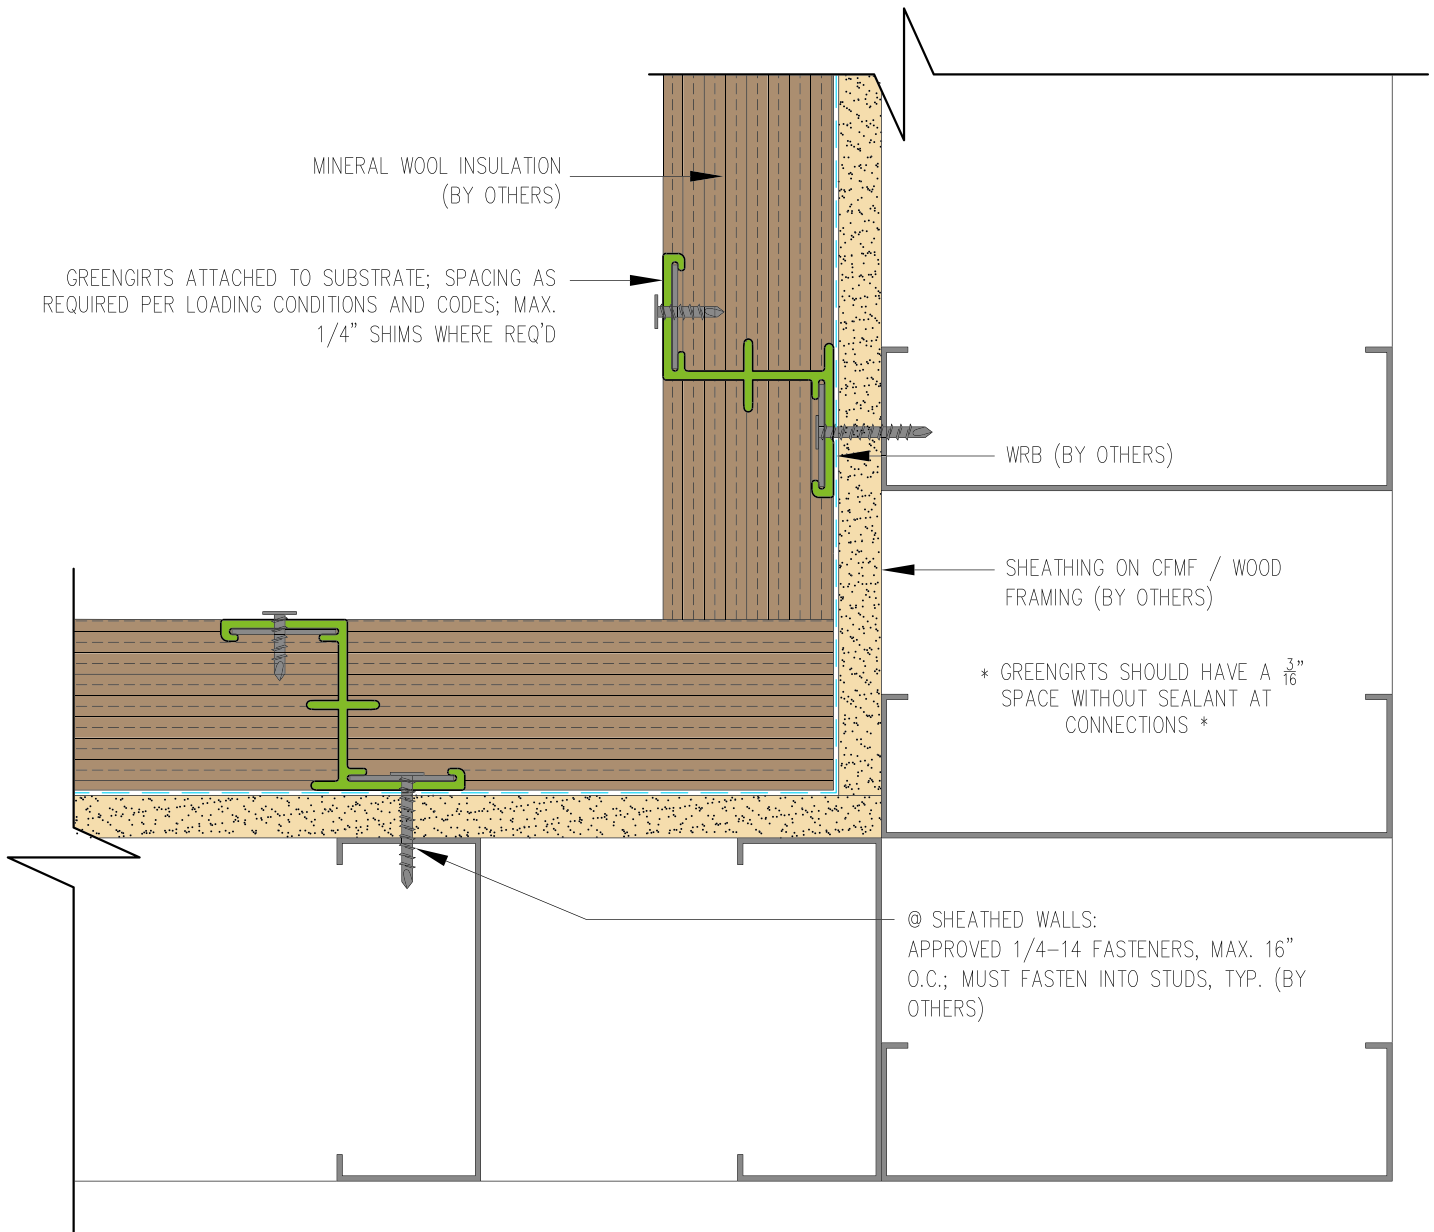 MINERAL WOOL INSULATION
(BY OTHERS)
GREENGIRTS ATTACHED TO SUBSTRATE; SPACING AS
REQUIRED PER LOADING CONDITIONS AND CODES; MAX.
1/4" SHIMS WHERE REQ'D
WRB (BY OTHERS)
SHEATHING ON CFMF / WOOD
FRAMING (BY OTHERS)
* GREENGIRTS SHOULD HAVE A 3/16"
SPACE WITHOUT SEALANT AT
CONNECTIONS *
@ SHEATHED WALLS:
APPROVED 1/4-14 FASTENERS, MAX. 16"
O.C.; MUST FASTEN INTO STUDS, TYP. (BY
OTHERS)